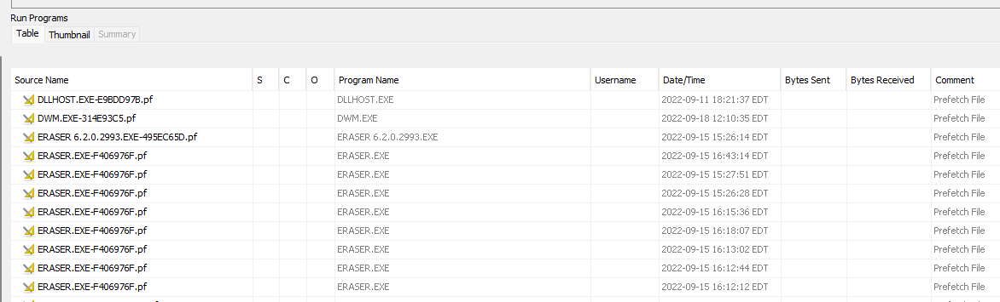 Run Programs
Table Thumbnail Summary
Source Name S C O Program Name Username Date/Time Bytes Sent Bytes Received Comment
DLLHOST.EXE-E9BDD97B.pf DLLHOST.EXE 2022-09-11 18:21:37 EDT Prefetch File
DWM.EXE-314E93C5.pf DWM.EXE 2022-09-18 12:10:35 EDT Prefetch File
ERASER 6.2.0.2993.EXE-495EC65D.pf ERASER 6.2.0.2993.EXE 2022-09-15 15:26:14 EDT Prefetch File
ERASER.EXE-F406976F.pf ERASER.EXE 2022-09-15 16:43:14 EDT Prefetch File
ERASER.EXE-F406976F.pf ERASER.EXE 2022-09-15 15:27:51 EDT Prefetch File
ERASER.EXE-F406976F.pf ERASER.EXE 2022-09-15 15:26:28 EDT Prefetch File
ERASER.EXE-F406976F.pf ERASER.EXE 2022-09-15 16:15:36 EDT Prefetch File
ERASER.EXE-F406976F.pf ERASER.EXE 2022-09-15 16:18:07 EDT Prefetch File
ERASER.EXE-F406976F.pf ERASER.EXE 2022-09-15 16:13:02 EDT Prefetch File
ERASER.EXE-F406976F.pf ERASER.EXE 2022-09-15 16:12:44 EDT Prefetch File
ERASER.EXE-F406976F.pf ERASER.EXE 2022-09-15 16:12:12 EDT Prefetch File